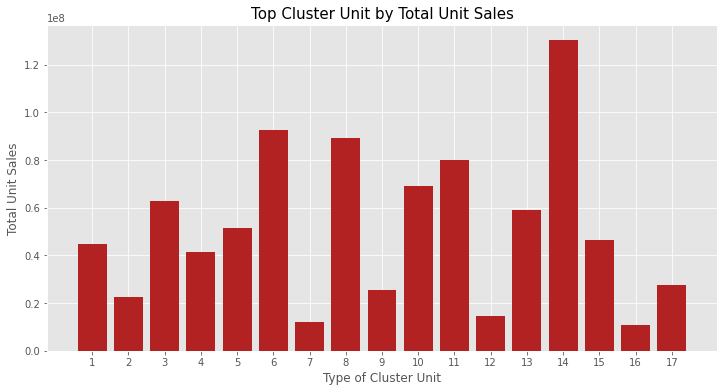 Top Cluster Unit by Total Unit Sales
1e8
1.2
1.0
0.8
0.6
0.4
0.2
0.0
Total Unit Sales
1 2 3 4 5 6 7 8 9 10 11 12 13 14 15 16 17
Type of Cluster Unit